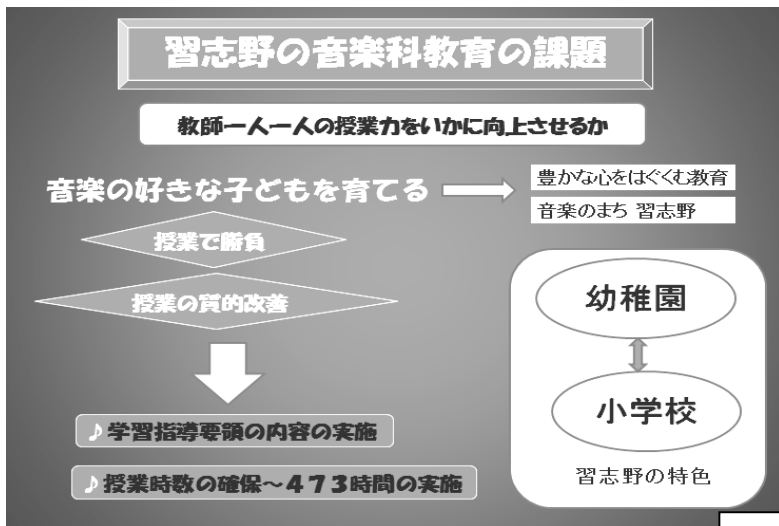 習志野の音楽科教育の課題
教師一人一人の授業力をいかに向上させるか
音楽の好きな子どもを育てる
豊かな心をはぐくむ教育
音楽のまち 習志野
授業で勝負
授業の質的改善
♪学習指導要領の内容の実施
♪授業時数の確保～473時間の実施
幼稚園
小学校
習志野の特色